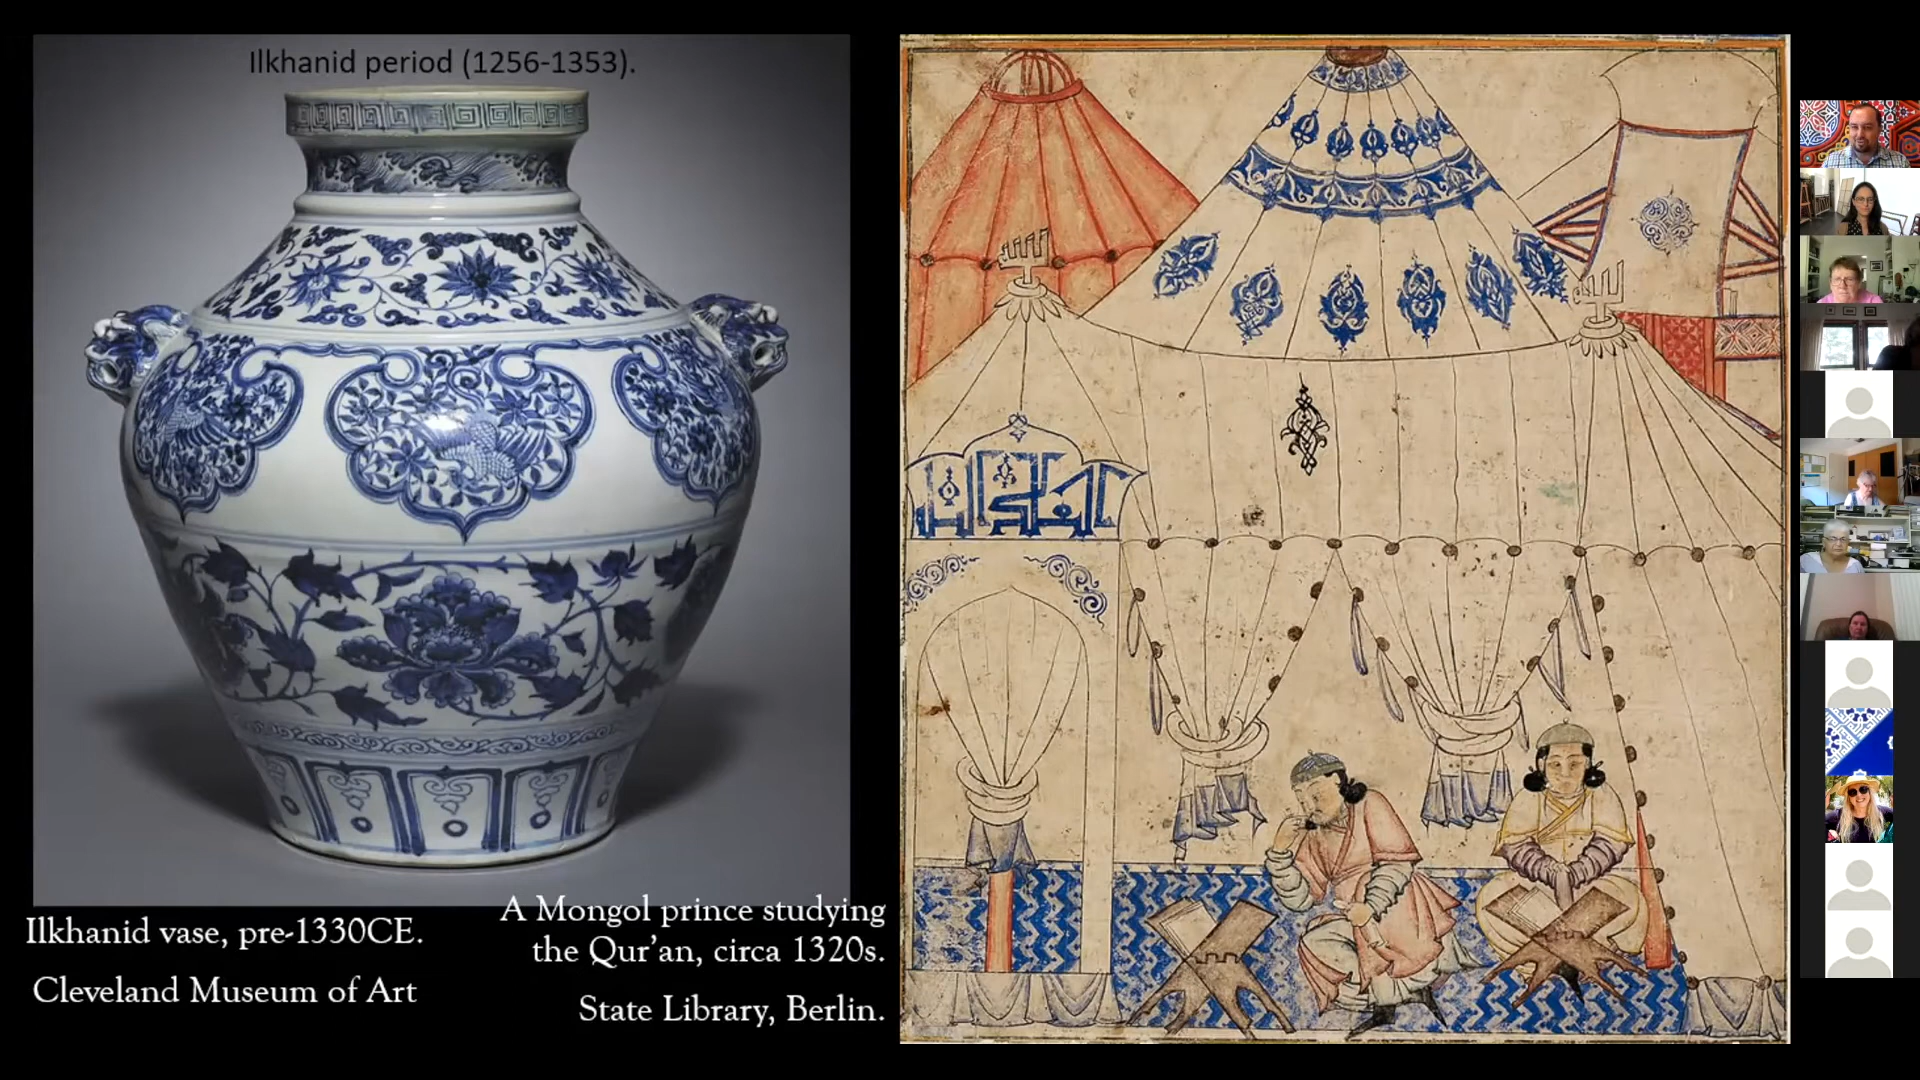 Ilkhanid period (1256-1353).
Ilkhanid vase, pre-1330CE.
Cleveland Museum of Art
A Mongol prince studying
the Qur’an, circa 1320s.
State Library, Berlin.